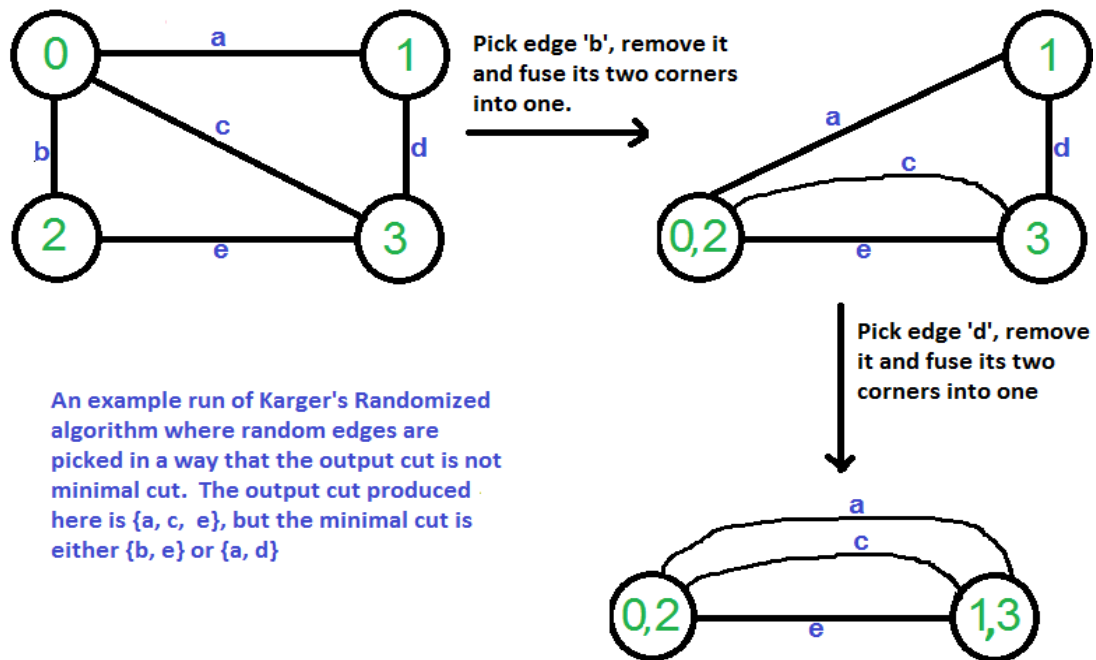 0
a
1
b
c
d
2
e
3
Pick edge 'b', remove it
and fuse its two corners
into one.
1
a
c
d
0,2
e
3
Pick edge 'd', remove
it and fuse its two
corners into one
An example run of Karger's Randomized
algorithm where random edges are
picked in a way that the output cut is not
minimal cut. The output cut produced
here is {a, c, e}, but the minimal cut is
either {b, e} or {a, d}
a
c
0,2
e
1,3